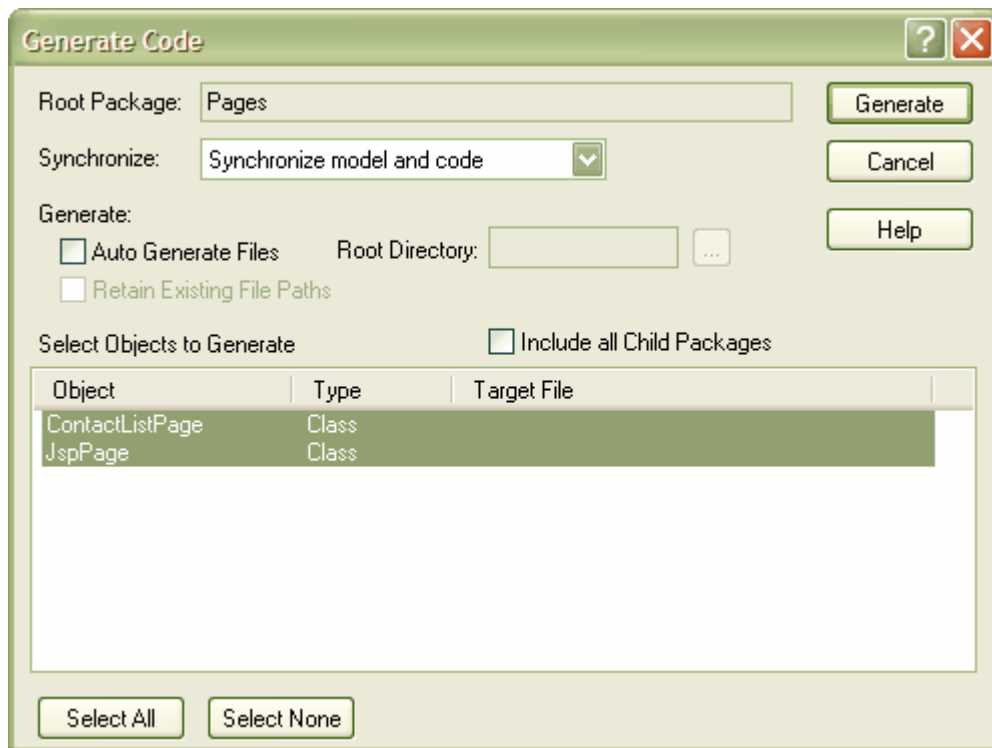 Generate Code
Root Package: Pages Generate
Synchronize: Synchronize model and code Cancel
Generate: Help
Auto Generate Files Root Directory: ...
Retain Existing File Paths
Select Objects to Generate Include all Child Packages
Object Type Target File
ContactListPage Class
JspPage Class
Select All Select None